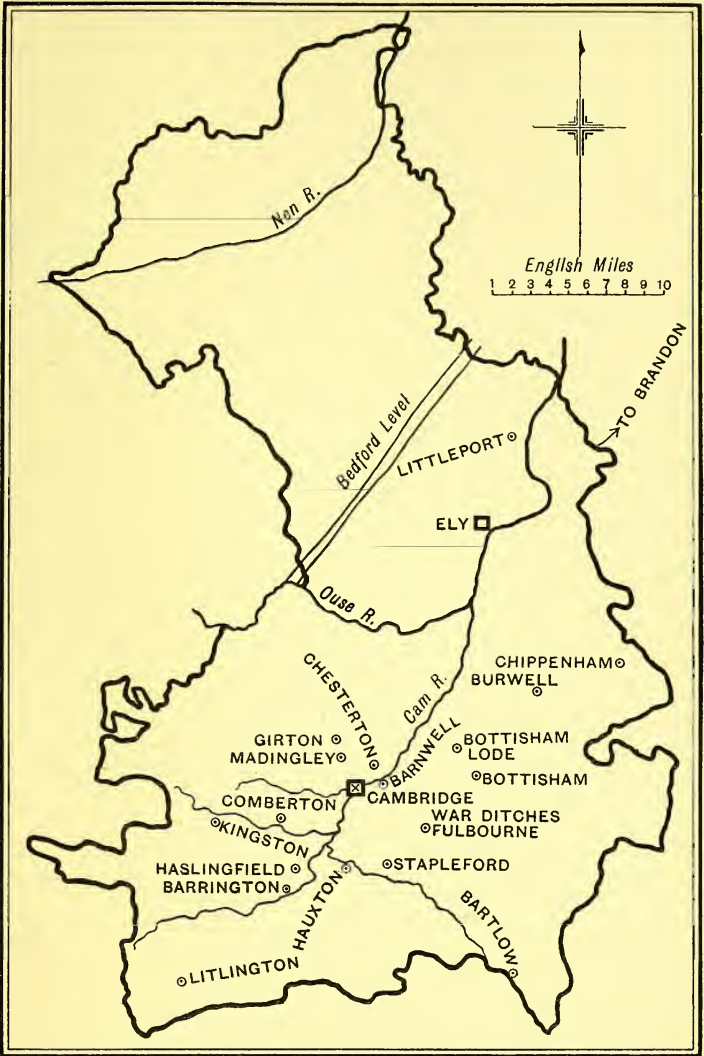 Nen R.
English Miles
1 2 3 4 5 6 7 8 9 10
TO BRANDON
Bedford Level
LITTLEPORT
ELY
Ouse R.
CHIPPENHAM
BURWELL
CHESTERTON
Cam R.
GIRTON
MADINGLEY
BARNWELL
BOTTISHAM
LODE
BOTTISHAM
CAMBRIDGE
COMBERTON
WAR DITCHES
FULBOURNE
KINGSTON
HASLINGFIELD
BARRINGTON
HAUXTON
STAPLEFORD
BARTLOW
LITLINGTON